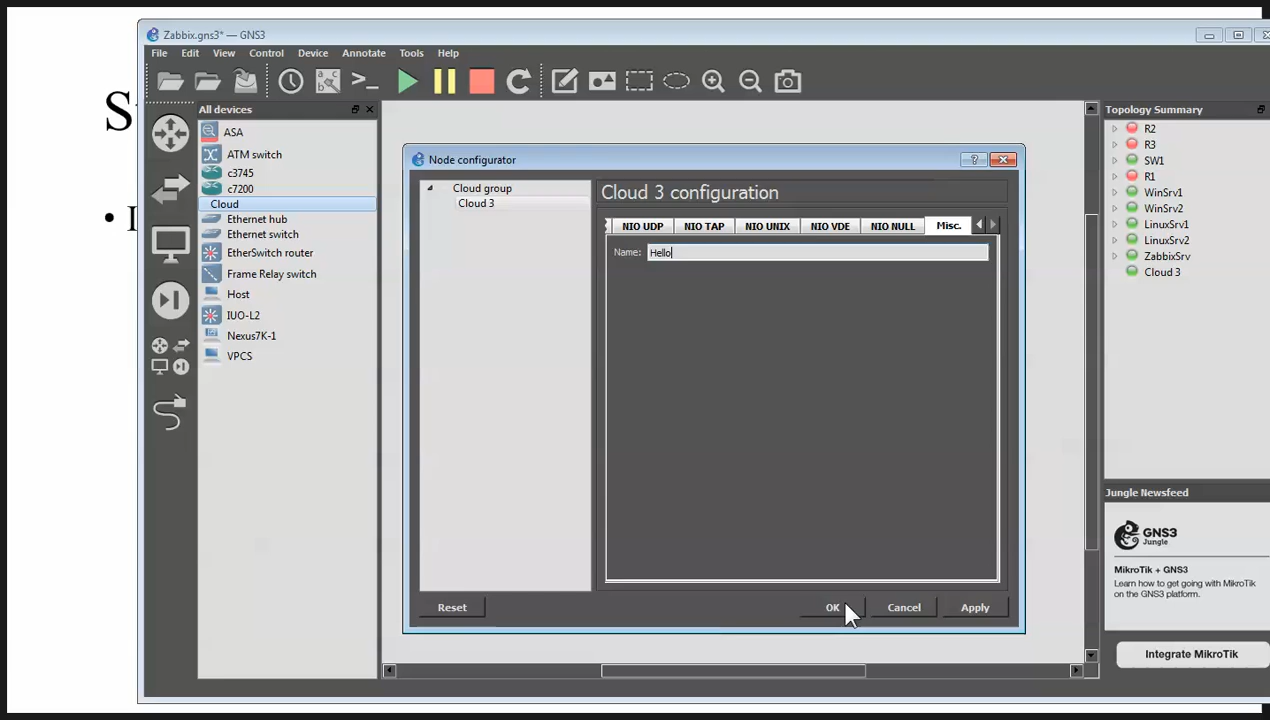 Zabbix.gns3* — GNS3
File Edit View Control Device Annotate Tools Help
S
All devices
ASA
ATM switch
c3745
c7200
Cloud
Ethernet hub
Ethernet switch
EtherSwitch router
Frame Relay switch
Host
IUO-L2
Nexus7K-1
VPCS
Node configurator
Cloud group
Cloud 3
Cloud 3 configuration
NIO UDP NIO TAP NIO UNIX NIO VDE NIO NULL Misc.
Name: Hello
Reset OK Cancel Apply
Topology Summary
R2
R3
SW1
R1
WinSrv1
WinSrv2
LinuxSrv1
LinuxSrv2
ZabbixSrv
Cloud 3
Jungle Newsfeed
GNS3
Jungle
MikroTik + GNS3
Learn how to get going with MikroTik
on the GNS3 platform.
Integrate MikroTik